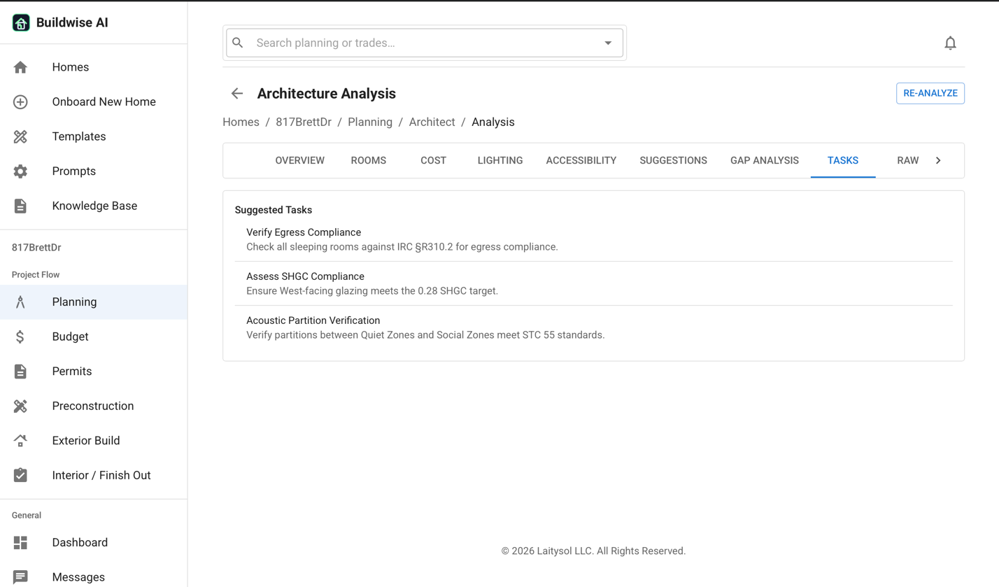 Buildwise AI
Homes
Onboard New Home
Templates
Prompts
Knowledge Base
817BrettDr
Project Flow
Planning
Budget
Permits
Preconstruction
Exterior Build
Interior / Finish Out
General
Dashboard
Messages
Search planning or trades...
Architecture Analysis
RE-ANALYZE
Homes / 817BrettDr / Planning / Architect / Analysis
OVERVIEW ROOMS COST LIGHTING ACCESSIBILITY SUGGESTIONS GAP ANALYSIS TASKS RAW
Suggested Tasks
Verify Egress Compliance
Check all sleeping rooms against IRC §R310.2 for egress compliance.
Assess SHGC Compliance
Ensure West-facing glazing meets the 0.28 SHGC target.
Acoustic Partition Verification
Verify partitions between Quiet Zones and Social Zones meet STC 55 standards.
© 2026 Laitysol LLC. All Rights Reserved.